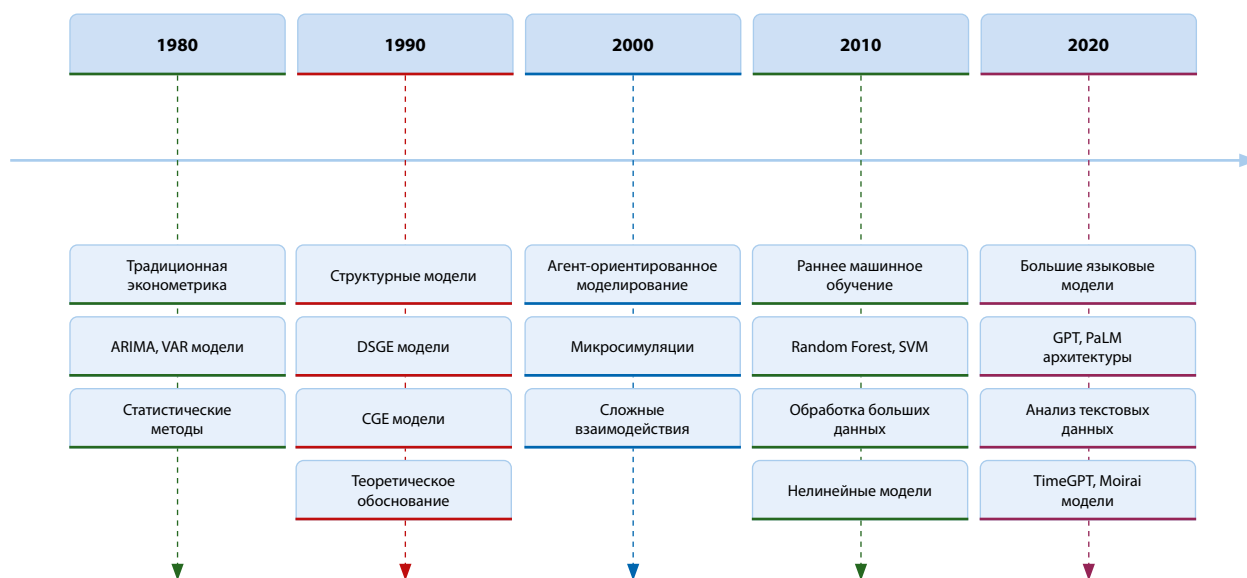 1980
1990
2000
2010
2020
Традиционная
эконометрика
ARIMA, VAR модели
Статистические
методы
Структурные модели
DSGE модели
CGE модели
Теоретическое
обоснование
Агент-ориентированное
моделирование
Микросимуляции
Сложные
взаимодействия
Раннее машинное
обучение
Random Forest, SVM
Обработка больших
данных
Нелинейные модели
Большие языковые
модели
GPT, PaLM
архитектуры
Анализ текстовых
данных
TimeGPT, Moirai
модели